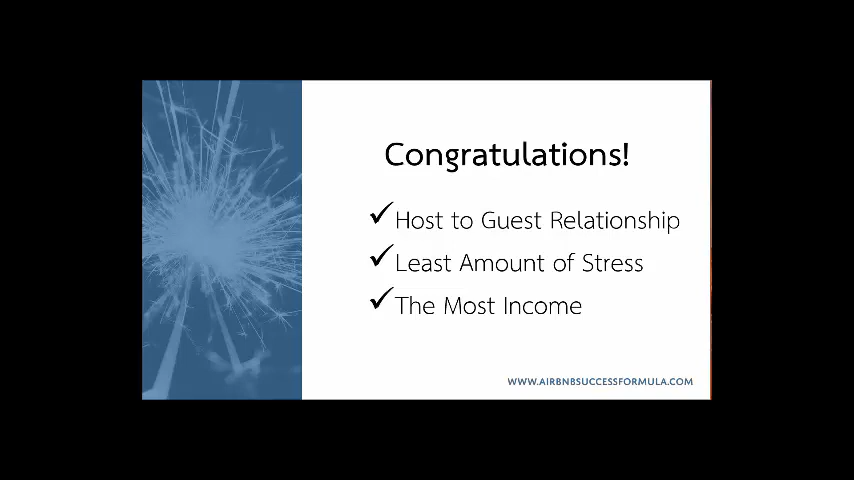 Congratulations!
✓Host to Guest Relationship
✓Least Amount of Stress
✓The Most Income
WWW.AIRBNBSUCCESSFORMULA.COM